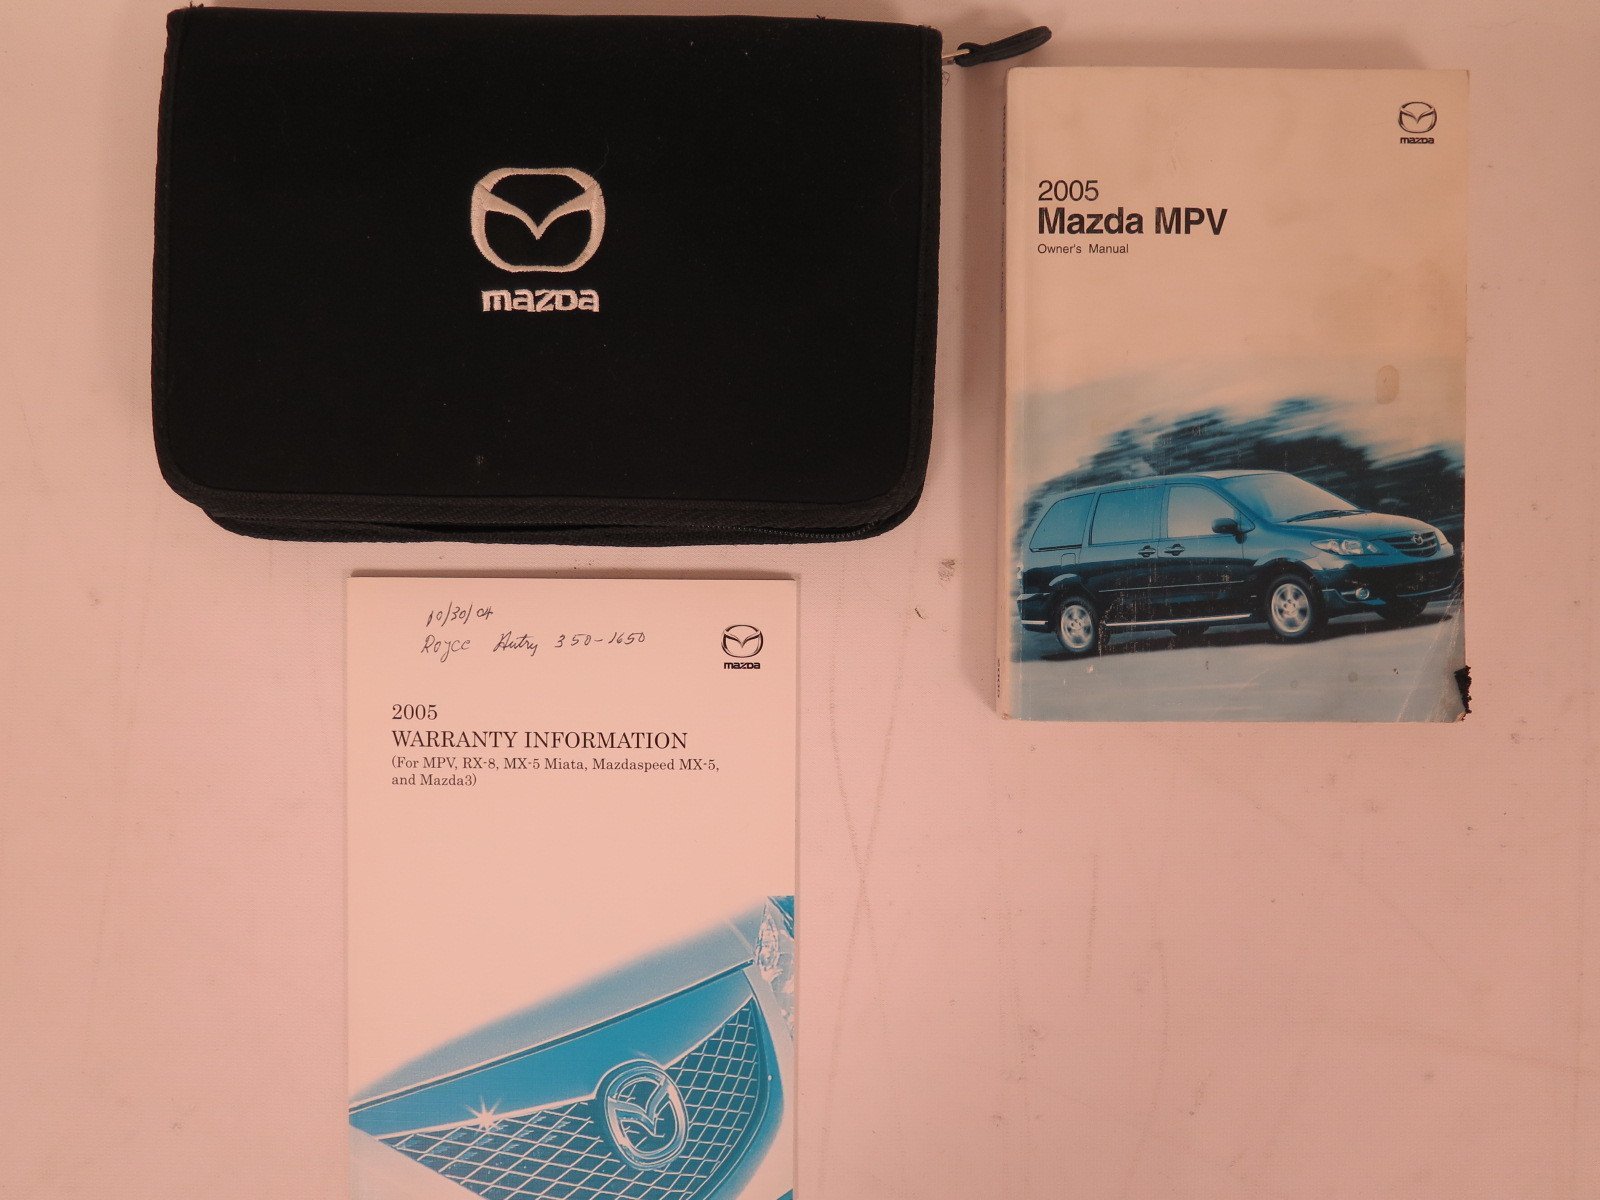 mazda
mazda
2005
Mazda MPV
Owner's Manual
10/30/04
Royce Autry 350-1650
mazda
2005
WARRANTY INFORMATION
(For MPV, RX-8, MX-5 Miata, Mazdaspeed MX-5,
and Mazda3)